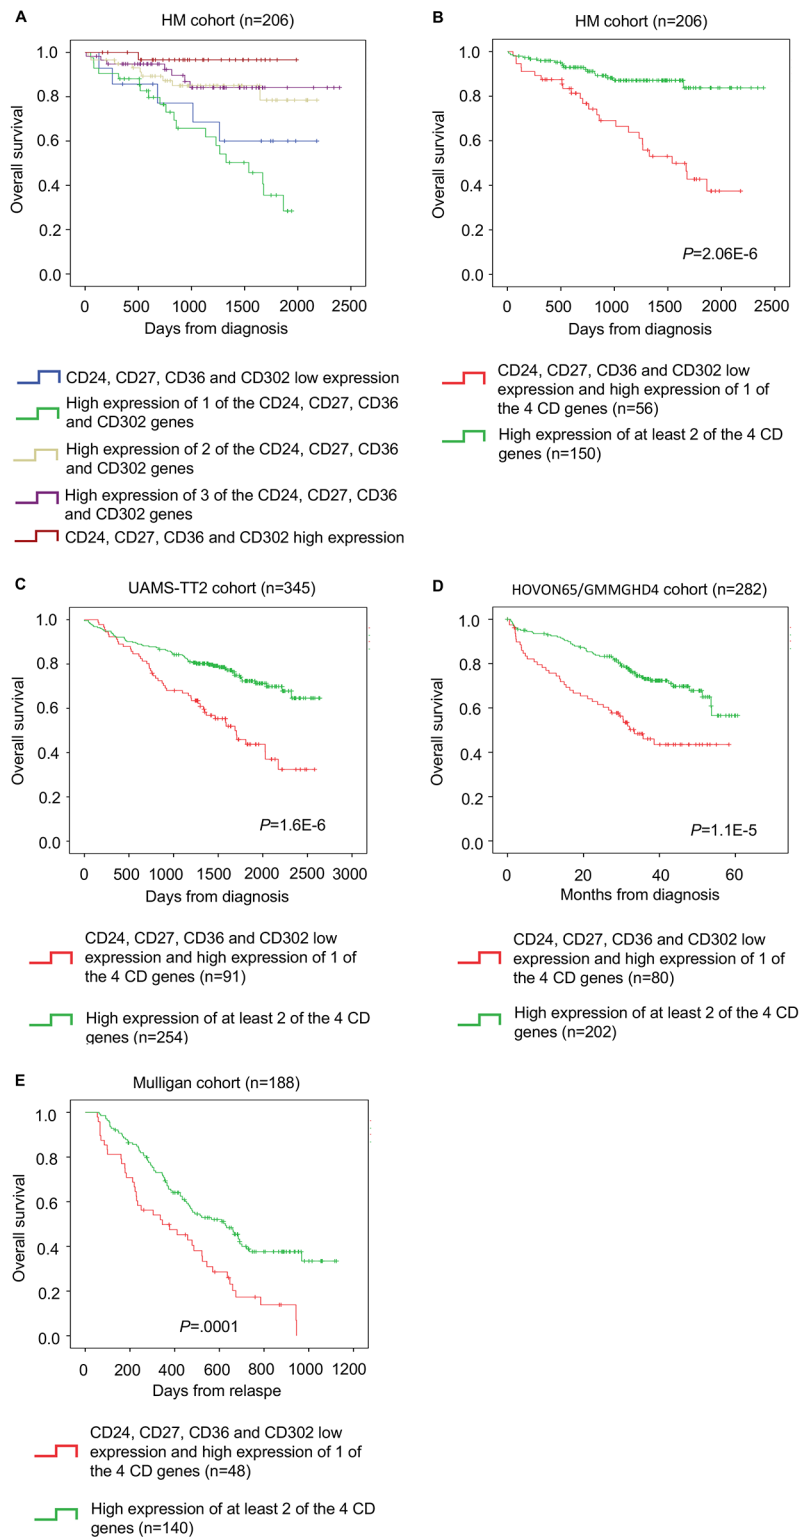 A
HM cohort (n=206)
1.0
0.8
0.6
0.4
0.2
0.0
Overall survival
0 500 1000 1500 2000 2500
Days from diagnosis
CD24, CD27, CD36 and CD302 low expression
High expression of 1 of the CD24, CD27, CD36
and CD302 genes
High expression of 2 of the CD24, CD27, CD36
and CD302 genes
High expression of 3 of the CD24, CD27, CD36
and CD302 genes
CD24, CD27, CD36 and CD302 high expression
B
HM cohort (n=206)
1.0
0.8
0.6
0.4
0.2
0.0
Overall survival
P=2.06E-6
0 500 1000 1500 2000 2500
Days from diagnosis
CD24, CD27, CD36 and CD302 low
expression and high expression of 1 of
the 4 CD genes (n=56)
High expression of at least 2 of the 4 CD
genes (n=150)
C
UAMS-TT2 cohort (n=345)
1.0
0.8
0.6
0.4
0.2
0.0
Overall survival
P=1.6E-6
0 500 1000 1500 2000 2500 3000
Days from diagnosis
CD24, CD27, CD36 and CD302 low
expression and high expression of 1 of
the 4 CD genes (n=91)
High expression of at least 2 of the 4 CD
genes (n=254)
D
HOVON65/GMMGHD4 cohort (n=282)
1.0
0.8
0.6
0.4
0.2
0.0
Overall survival
P=1.1E-5
0 20 40 60
Months from diagnosis
CD24, CD27, CD36 and CD302 low
expression and high expression of 1 of
the 4 CD genes (n=80)
High expression of at least 2 of the 4 CD
genes (n=202)
E
Mulligan cohort (n=188)
1.0
0.8
0.6
0.4
0.2
0.0
Overall survival
P=.0001
0 200 400 600 800 1000 1200
Days from relaspe
CD24, CD27, CD36 and CD302 low
expression and high expression of 1 of
the 4 CD genes (n=48)
High expression of at least 2 of the 4 CD
genes (n=140)